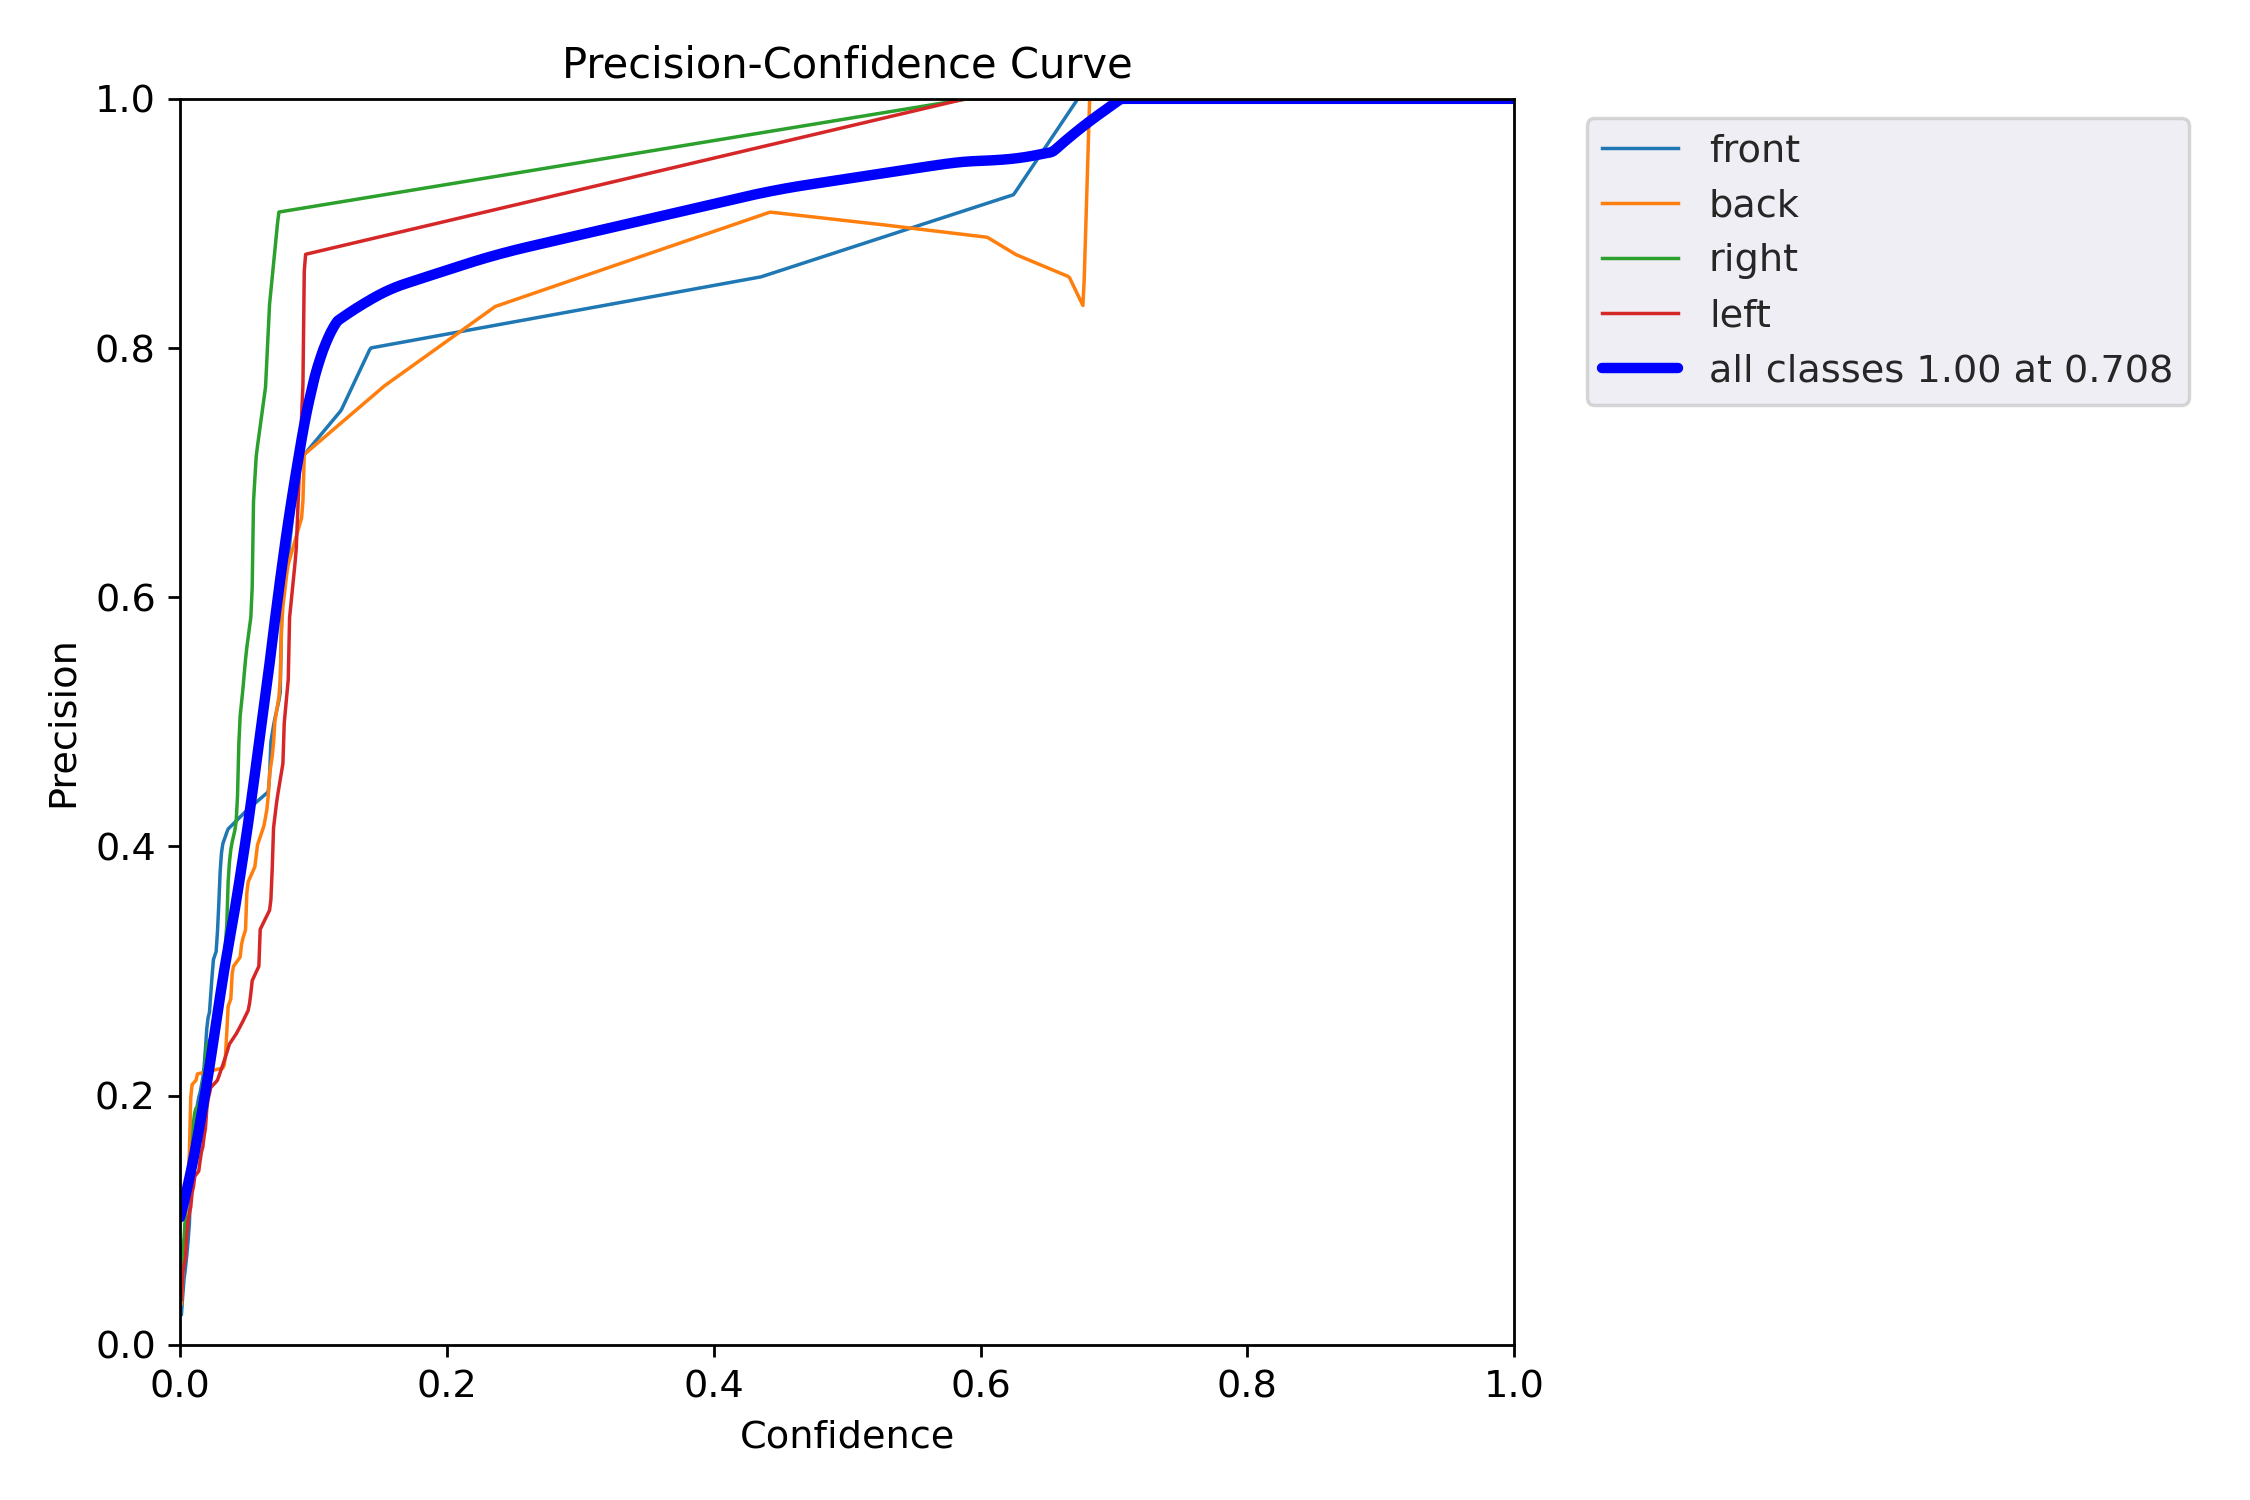 Precision-Confidence Curve
1.0
0.8
0.6
0.4
0.2
0.0
Precision
0.0 0.2 0.4 0.6 0.8 1.0
Confidence
front
back
right
left
all classes 1.00 at 0.708